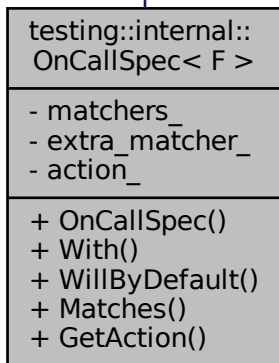 testing::internal::
OnCallSpec< F >
- matchers_
- extra_matcher_
- action_
+ OnCallSpec()
+ With()
+ WillByDefault()
+ Matches()
+ GetAction()